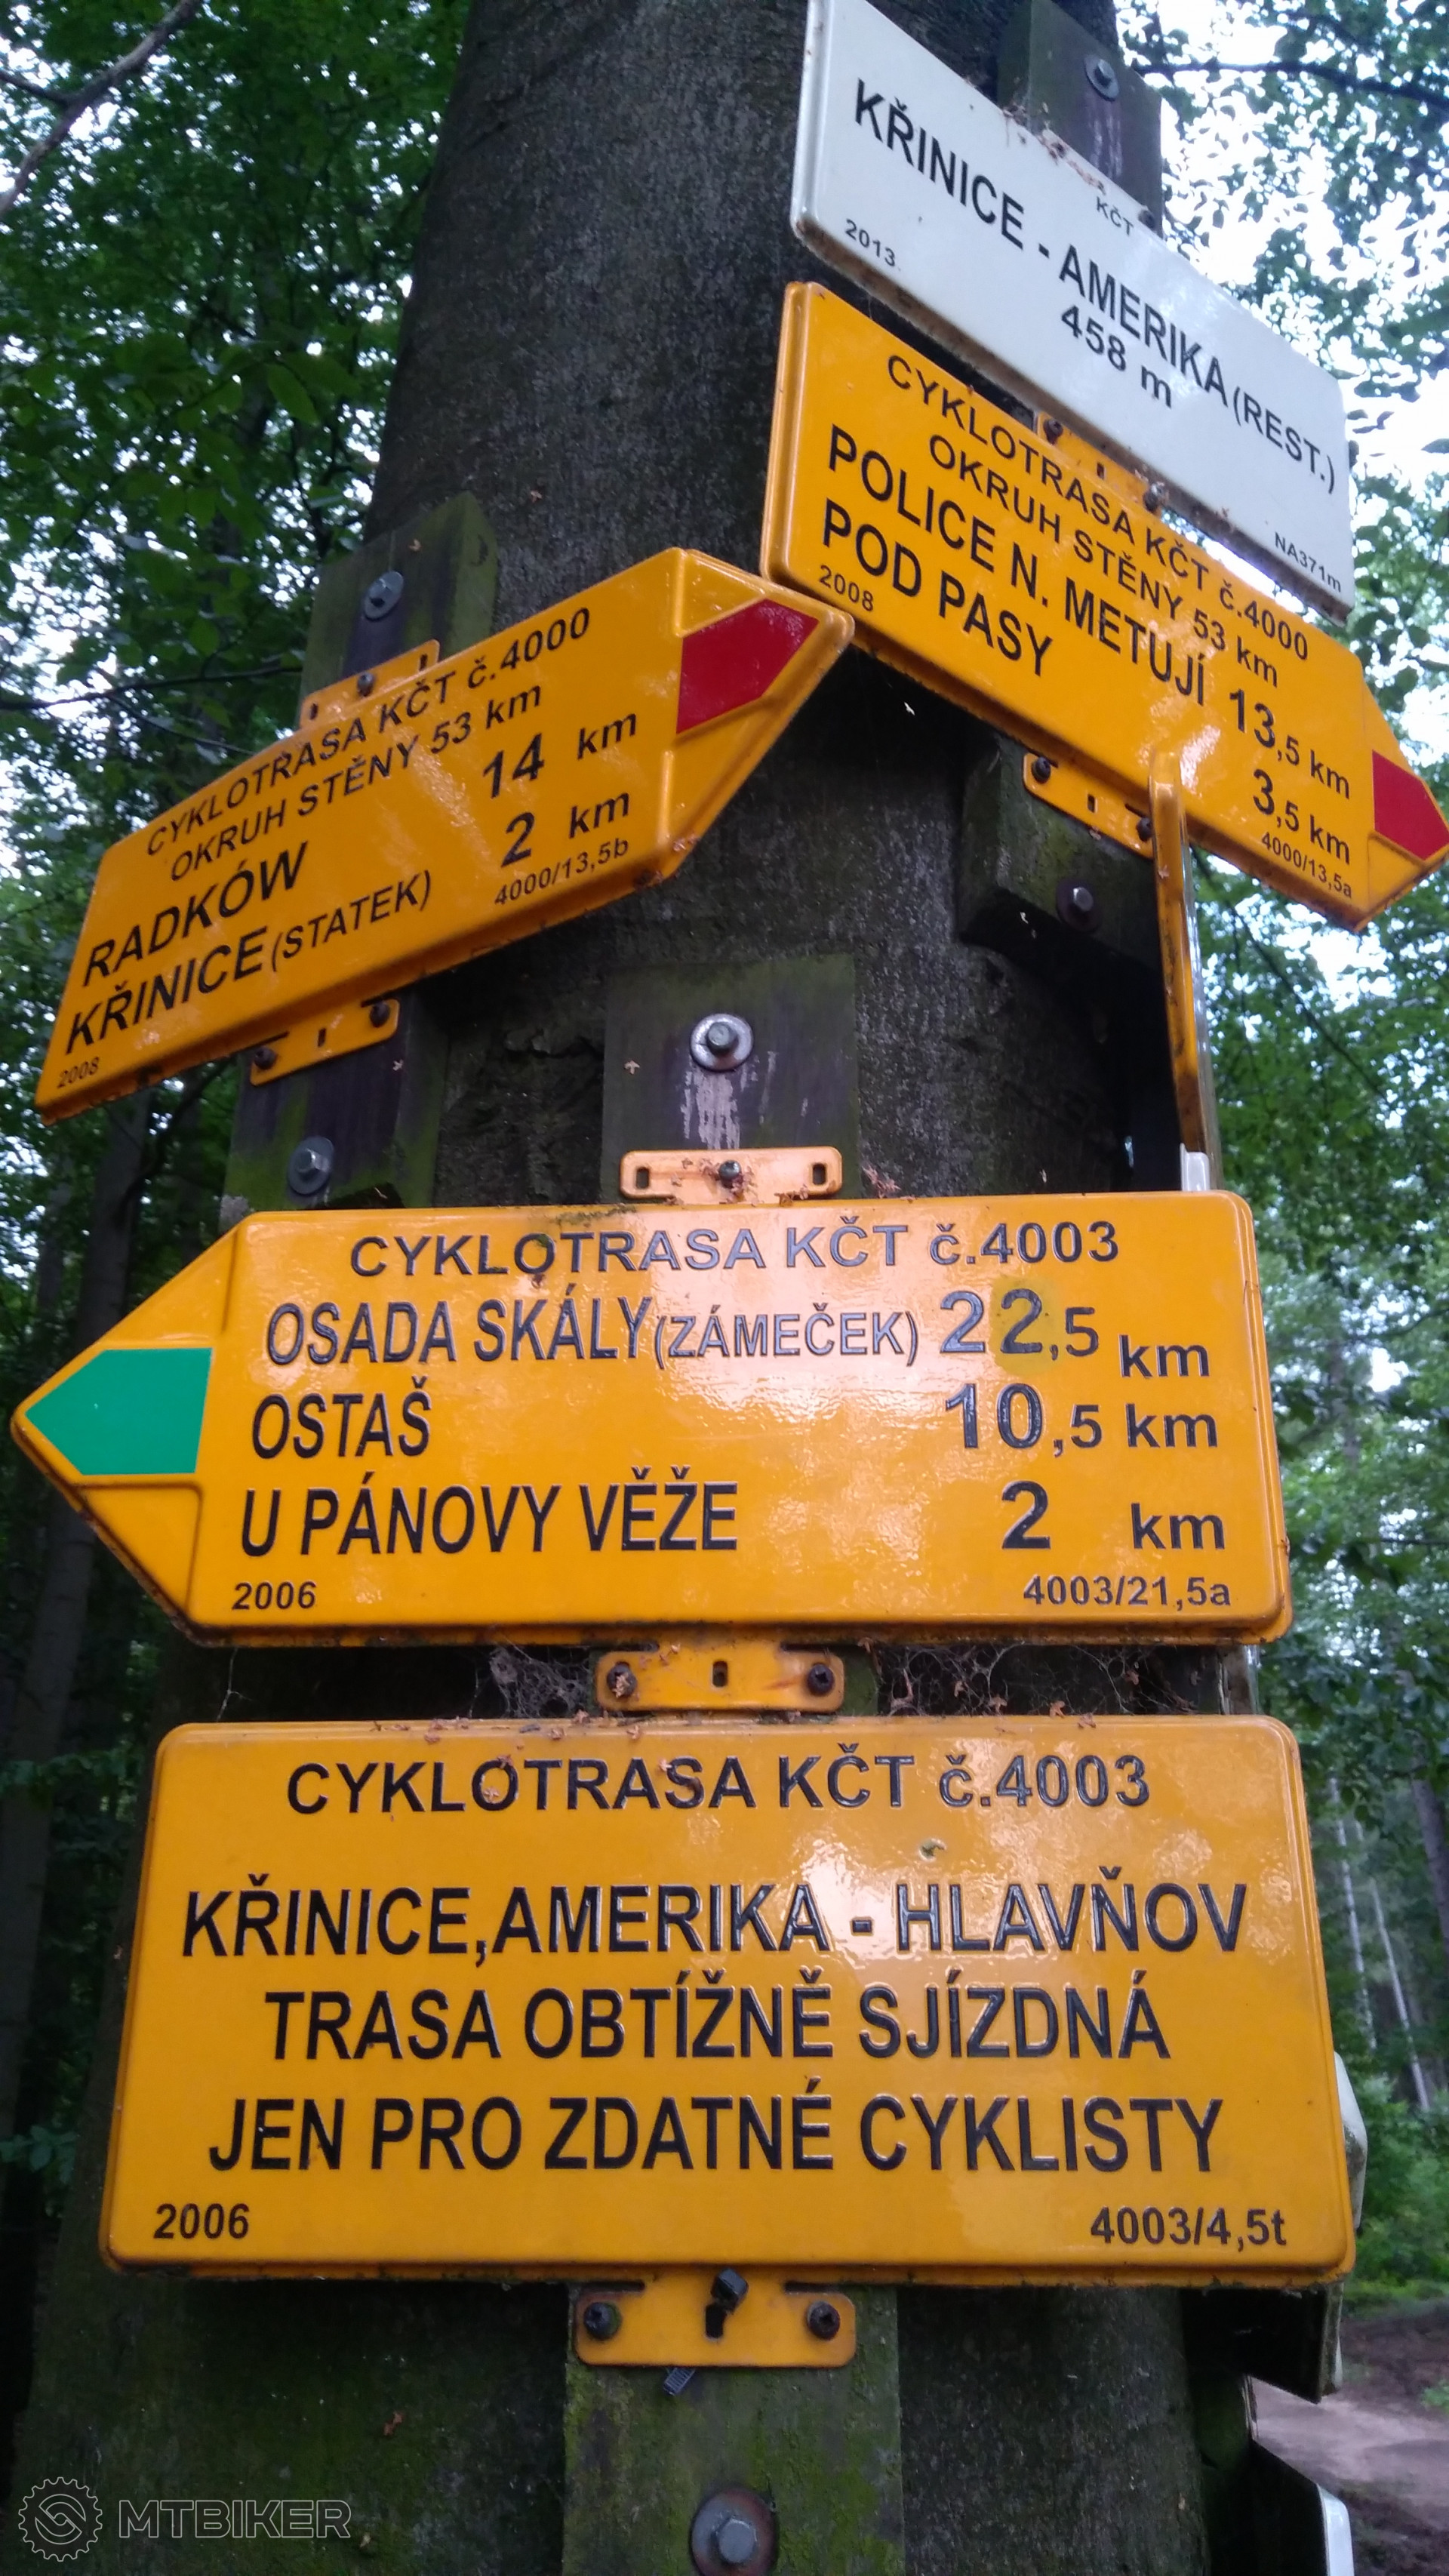 KŘINICE - AMERIKA (REST.)
458 m
KČT
2013
NA371m
CYKLOTRASA KČT č.4000
OKRUH STĚNY 53 km
POLICE N. METUJÍ 13,5 km
POD PASY 3,5 km
2008 4000/13,5a
CYKLOTRASA KČT č.4000
OKRUH STĚNY 53 km
RADKÓW 14 km
KŘINICE (STATEK) 2 km
2008 4000/13,5b
CYKLOTRASA KČT č.4003
OSADA SKÁLY (ZÁMEČEK) 22,5 km
OSTAŠ 10,5 km
U PÁNOVY VĚŽE 2 km
2006 4003/21,5a
CYKLOTRASA KČT č.4003
KŘINICE,AMERIKA - HLAVŇOV
TRASA OBTÍŽNĚ SJÍZDNÁ
JEN PRO ZDATNÉ CYKLISTY
2006 4003/4,5t
MTBIKER